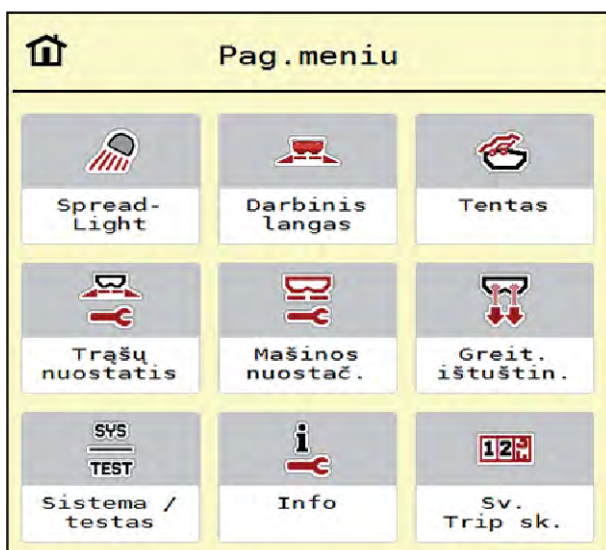 Pag.meniu
Spread-
Light
Darbinis
langas
Tentas
Trąšų
nuostatis
Mašinos
nuostač.
Greit.
ištuštin.
SYS
TEST
Sistema /
testas
i
Info
12
Sv.
Trip sk.